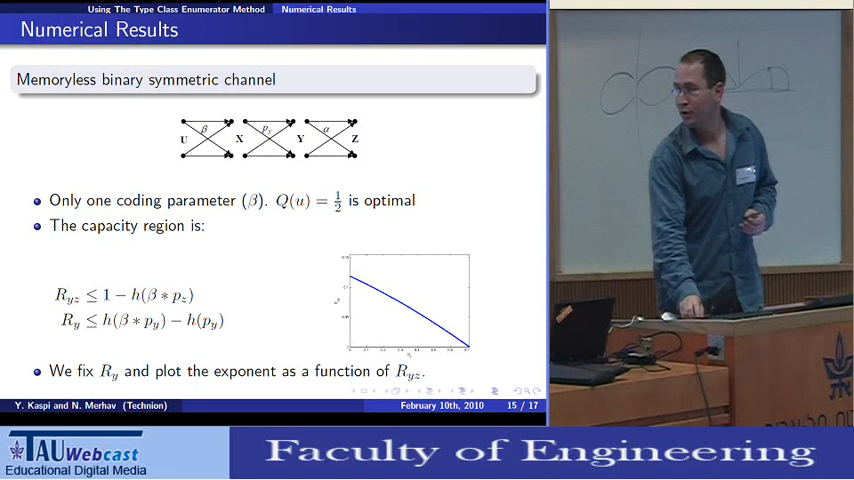 Using The Type Class Enumerator Method Numerical Results
Numerical Results
Memoryless binary symmetric channel
U β X p_y Y α Z
Only one coding parameter (β). Q(u) = 1/2 is optimal
The capacity region is:
R_yz ≤ 1 − h(β ∗ p_z)
R_y ≤ h(β ∗ p_y) − h(p_y)
We fix R_y and plot the exponent as a function of R_yz.
Y. Kaspi and N. Merhav (Technion) February 10th, 2010 15 / 17
TAU Webcast
Educational Digital Media
Faculty of Engineering